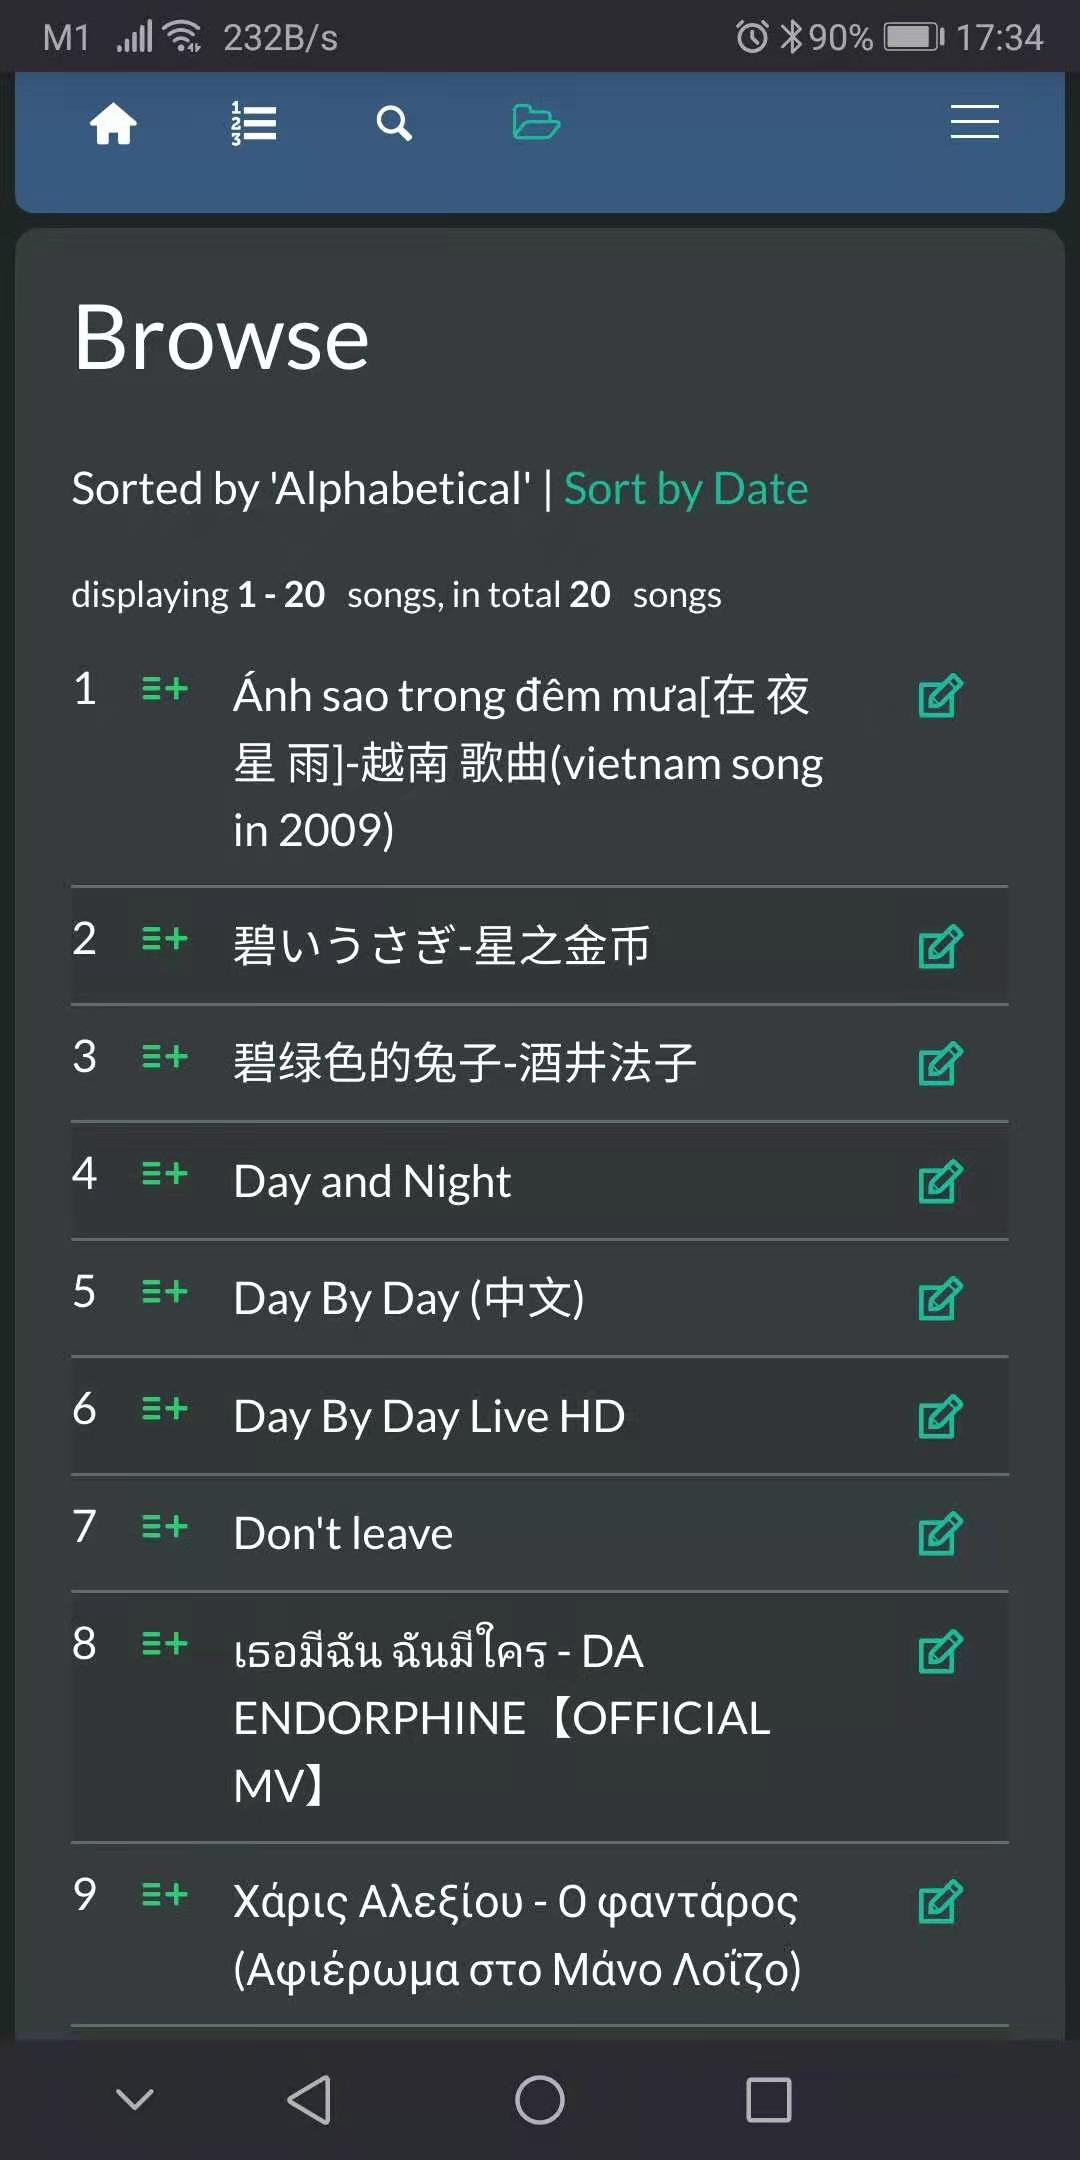 M1 232B/s 90% 17:34
1
2
3
Browse
Sorted by 'Alphabetical' | Sort by Date
displaying 1 - 20 songs, in total 20 songs
1 Ánh sao trong đêm mưa[在 夜
星 雨]-越南 歌曲(vietnam song
in 2009)
2 碧いうさぎ-星之金币
3 碧绿色的兔子-酒井法子
4 Day and Night
5 Day By Day (中文)
6 Day By Day Live HD
7 Don't leave
8 เธอมีฉัน ฉันมีใคร - DA
ENDORPHINE【OFFICIAL
MV】
9 Χάρις Αλεξίου - Ο φαντάρος
(Αφιέρωμα στο Μάνο Λοΐζο)